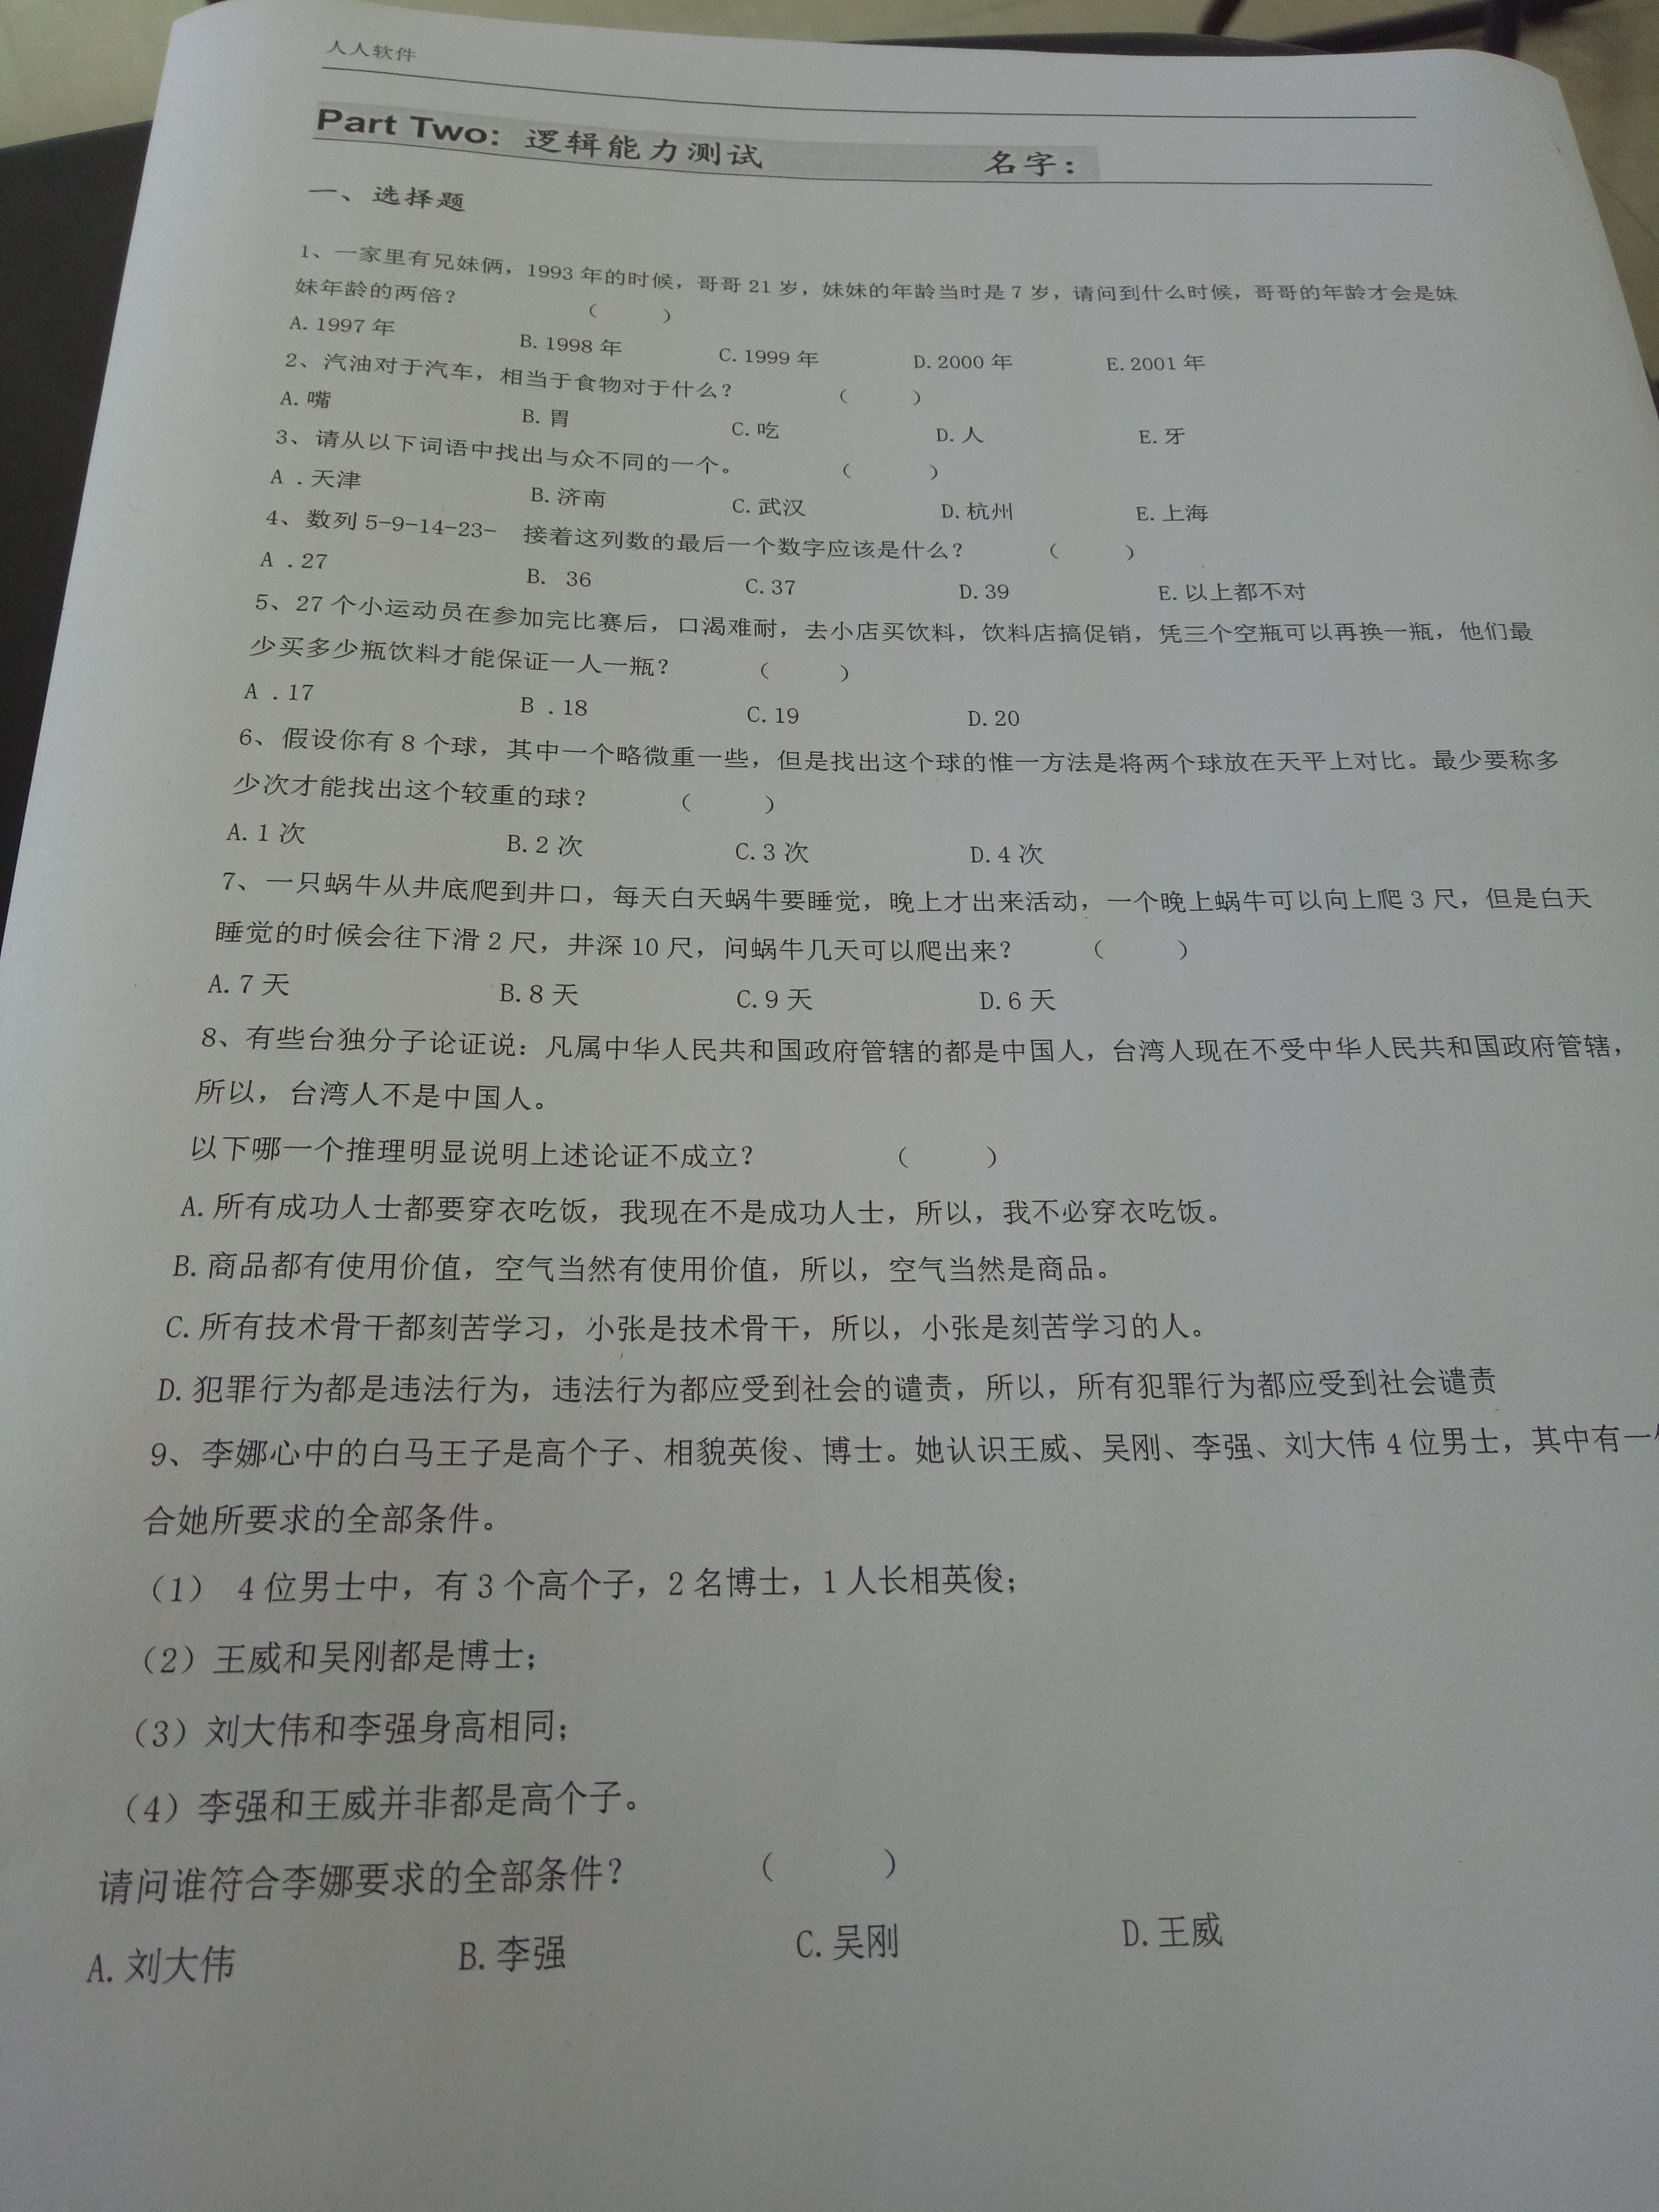 人人软件
Part Two: 逻辑能力测试 名字：
一、选择题
1、一家里有兄妹俩，1993 年的时候，哥哥 21 岁，妹妹的年龄当时是 7 岁，请问到什么时候，哥哥的年龄才会是妹
妹年龄的两倍？ （ ）
A. 1997 年 B. 1998 年 C. 1999 年 D. 2000 年 E. 2001 年
2、汽油对于汽车，相当于食物对于什么？ （ ）
A. 嘴 B. 胃 C. 吃 D. 人 E. 牙
3、请从以下词语中找出与众不同的一个。 （ ）
A .天津 B. 济南 C. 武汉 D. 杭州 E. 上海
4、数列 5-9-14-23- 接着这列数的最后一个数字应该是什么？ （ ）
A .27 B. 36 C. 37 D. 39 E. 以上都不对
5、27 个小运动员在参加完比赛后，口渴难耐，去小店买饮料，饮料店搞促销，凭三个空瓶可以再换一瓶，他们最
少买多少瓶饮料才能保证一人一瓶？ （ ）
A .17 B .18 C. 19 D. 20
6、假设你有 8 个球，其中一个略微重一些，但是找出这个球的惟一方法是将两个球放在天平上对比。最少要称多
少次才能找出这个较重的球？ （ ）
A. 1 次 B. 2 次 C. 3 次 D. 4 次
7、一只蜗牛从井底爬到井口，每天白天蜗牛要睡觉，晚上才出来活动，一个晚上蜗牛可以向上爬 3 尺，但是白天
睡觉的时候会往下滑 2 尺，井深 10 尺，问蜗牛几天可以爬出来？ （ ）
A. 7 天 B. 8 天 C. 9 天 D. 6 天
8、有些台独分子论证说：凡属中华人民共和国政府管辖的都是中国人，台湾人现在不受中华人民共和国政府管辖，
所以，台湾人不是中国人。
以下哪一个推理明显说明上述论证不成立？ （ ）
A. 所有成功人士都要穿衣吃饭，我现在不是成功人士，所以，我不必穿衣吃饭。
B. 商品都有使用价值，空气当然有使用价值，所以，空气当然是商品。
C. 所有技术骨干都刻苦学习，小张是技术骨干，所以，小张是刻苦学习的人。
D. 犯罪行为都是违法行为，违法行为都应受到社会的谴责，所以，所有犯罪行为都应受到社会谴责
9、李娜心中的白马王子是高个子、相貌英俊、博士。她认识王威、吴刚、李强、刘大伟 4 位男士，其中有一
合她所要求的全部条件。
（1） 4 位男士中，有 3 个高个子，2 名博士，1 人长相英俊；
（2）王威和吴刚都是博士；
（3）刘大伟和李强身高相同；
（4）李强和王威并非都是高个子。
请问谁符合李娜要求的全部条件？ （ ）
A. 刘大伟 B. 李强 C. 吴刚 D. 王威